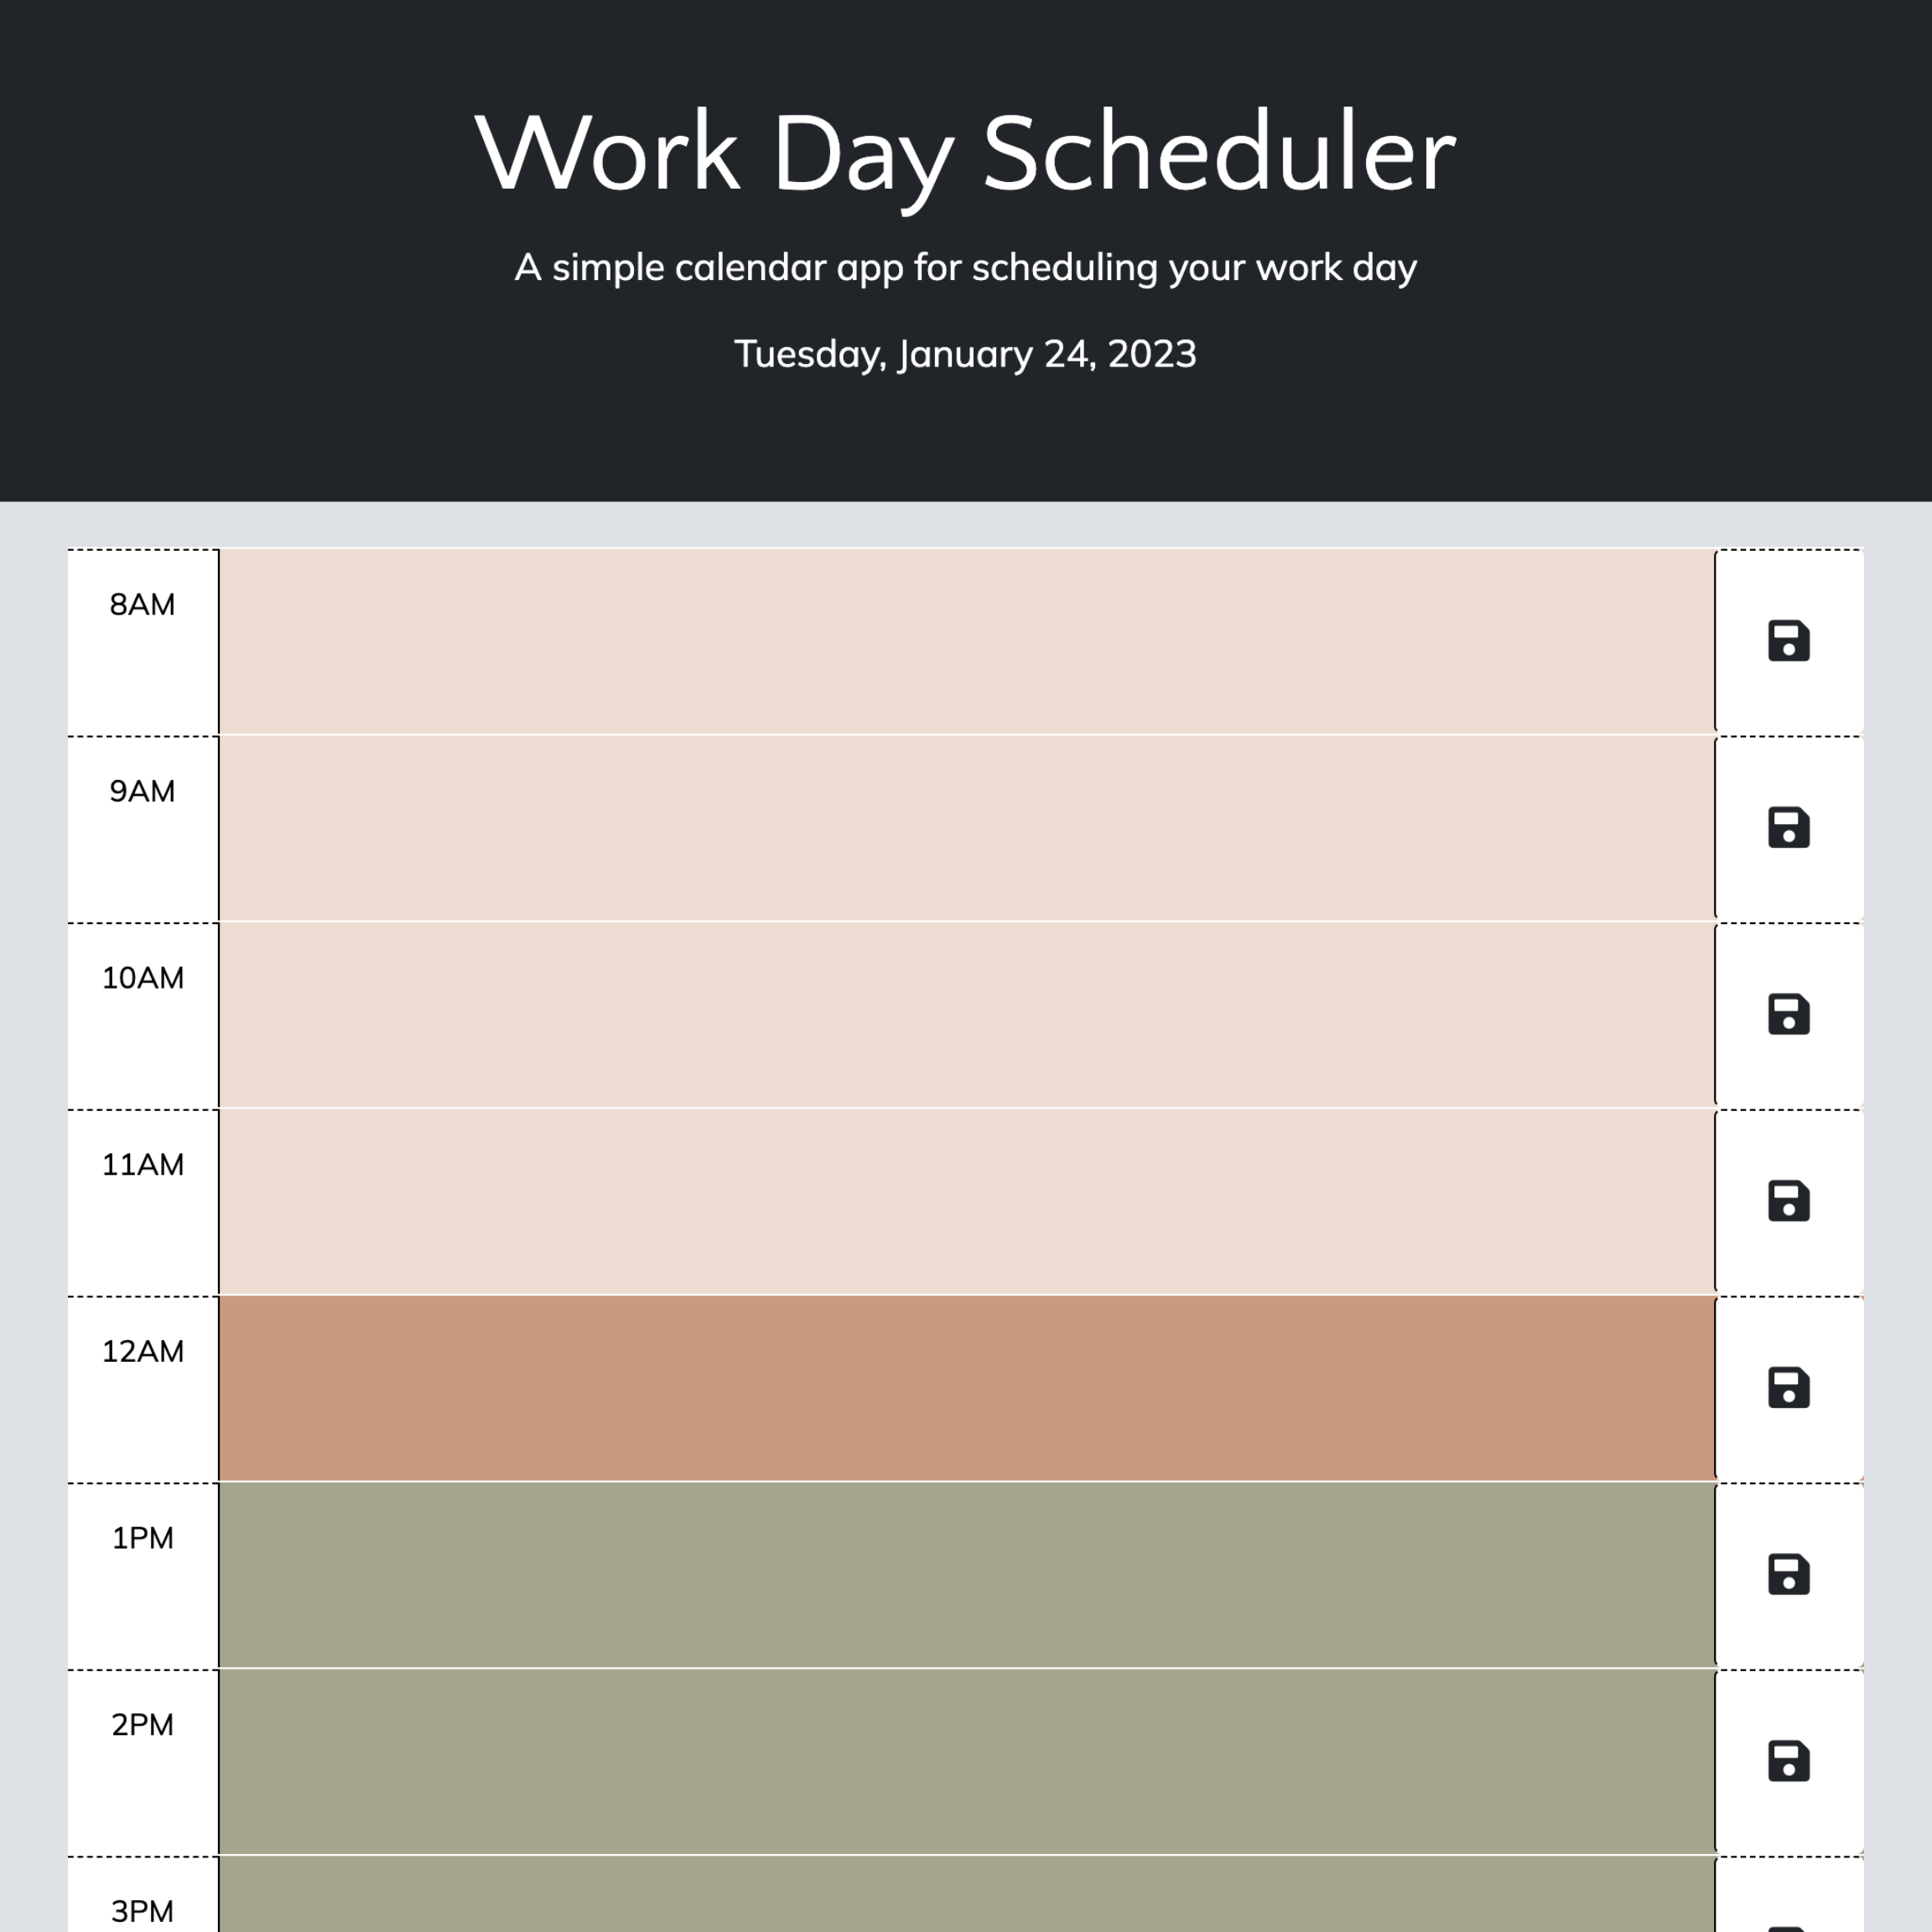 Work Day Scheduler
A simple calendar app for scheduling your work day
Tuesday, January 24, 2023
8AM
9AM
10AM
11AM
12AM
1PM
2PM
3PM